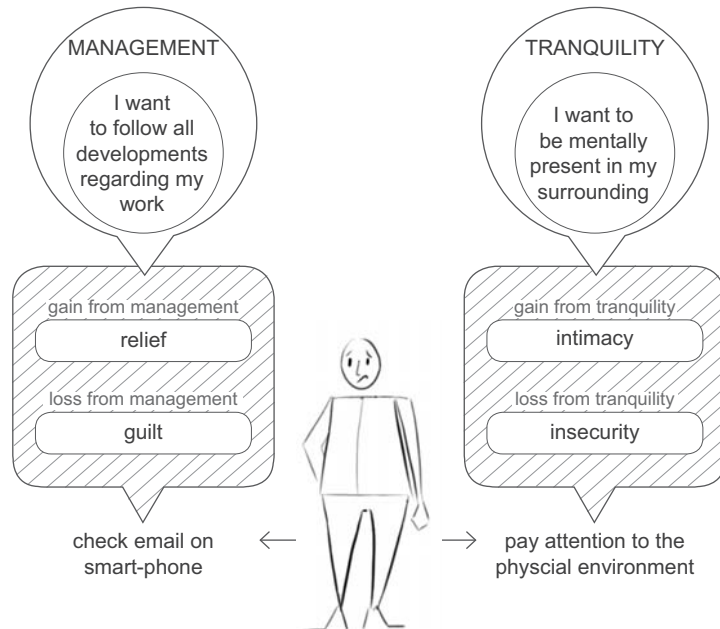 MANAGEMENT
I want
to follow all
developments
regarding my
work
gain from management
relief
loss from management
guilt
check email on
smart-phone
TRANQUILITY
I want to
be mentally
present in my
surrounding
gain from tranquility
intimacy
loss from tranquility
insecurity
pay attention to the
physcial environment